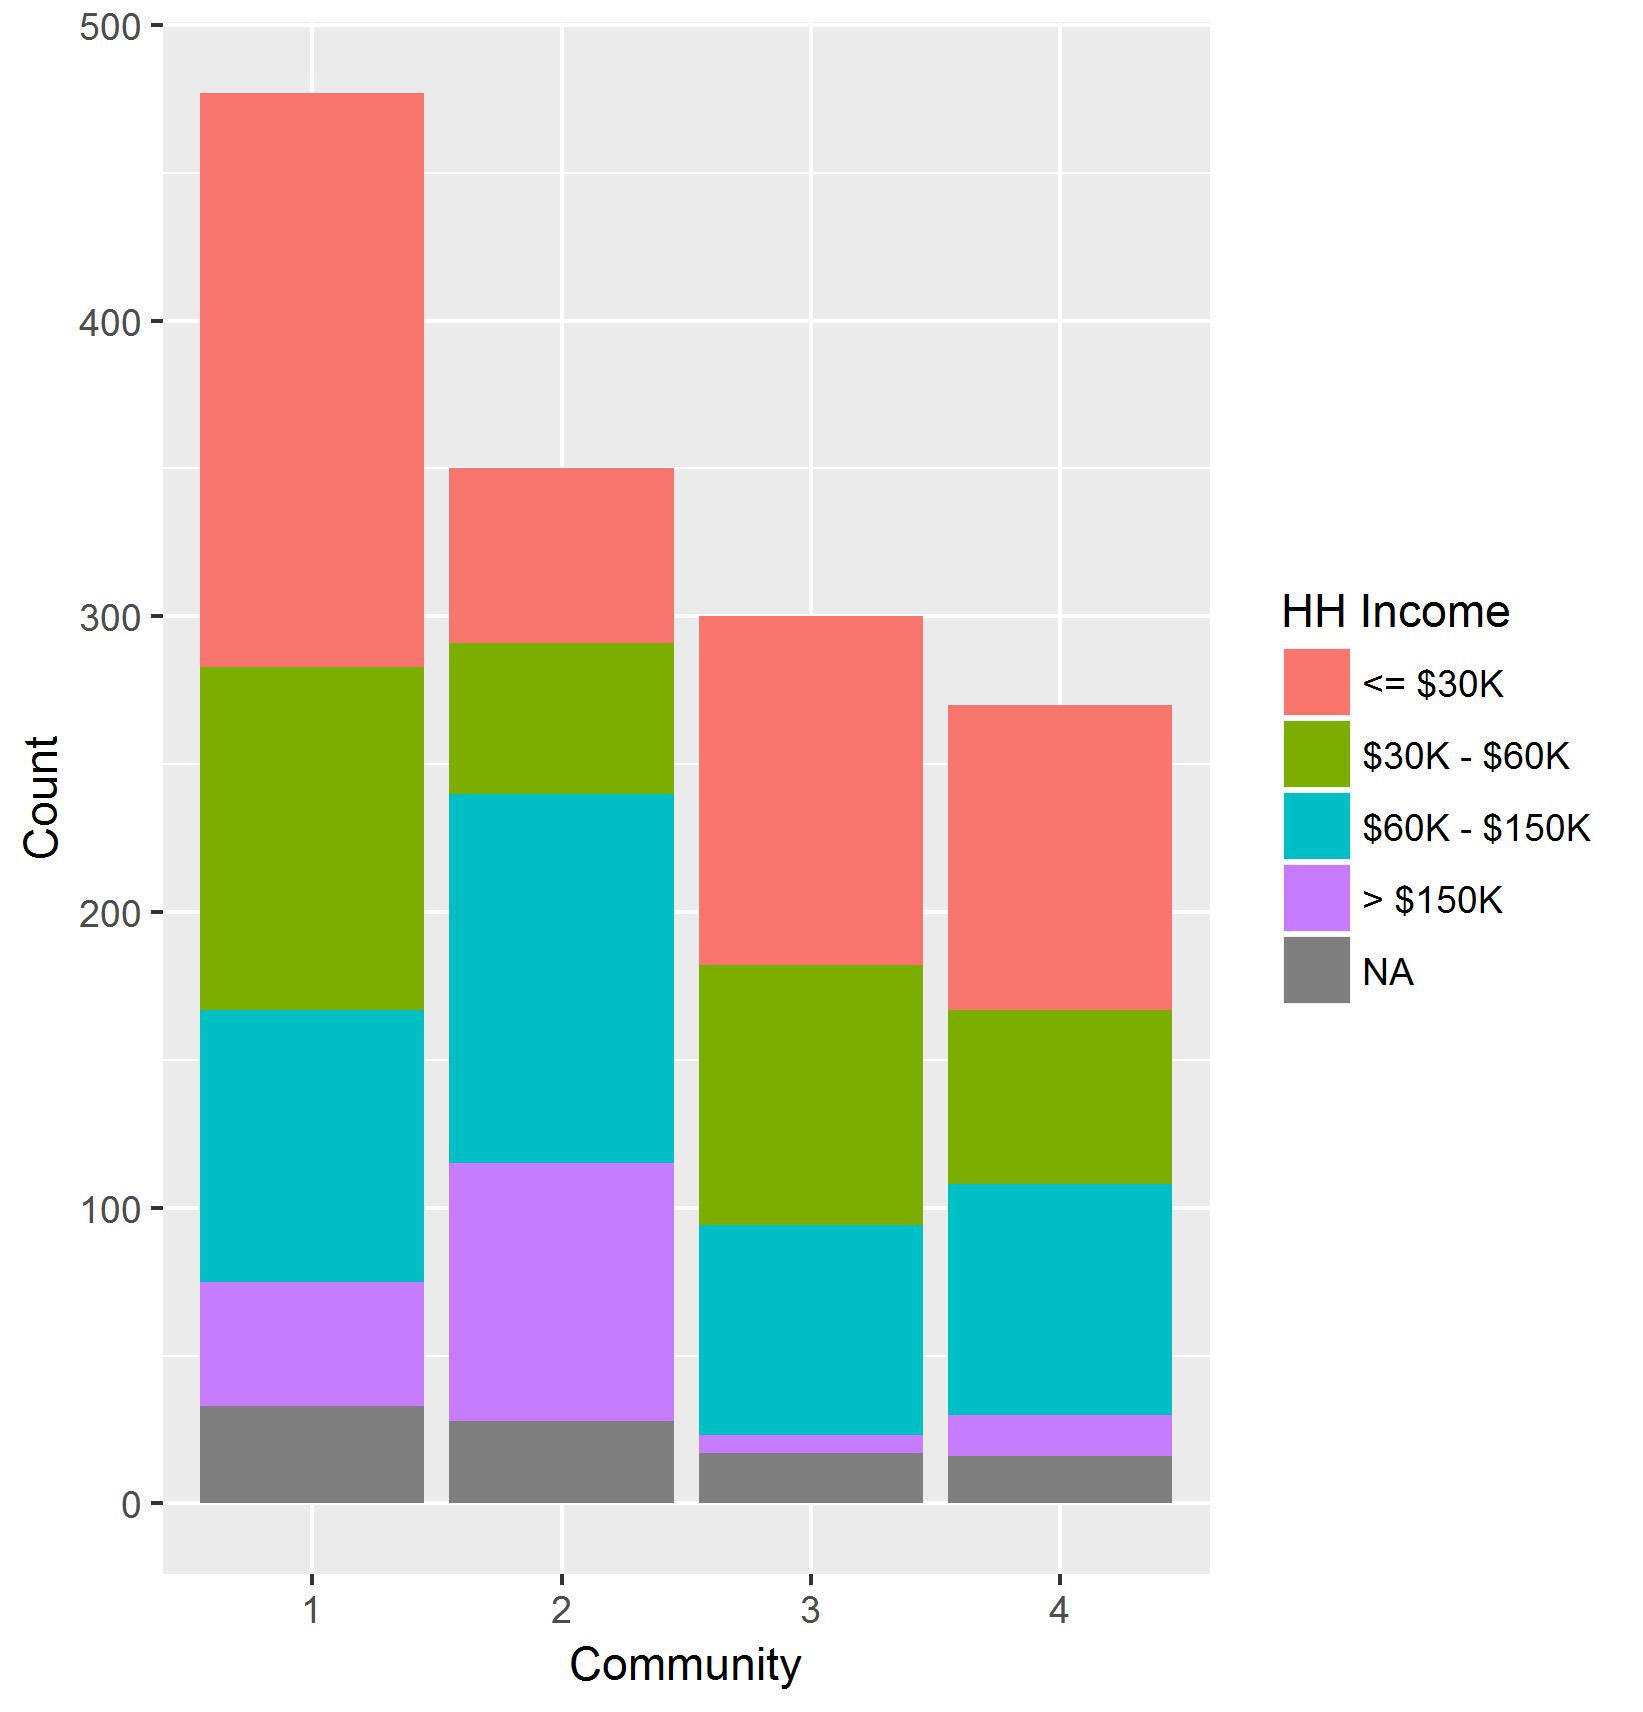 500
400
300
200
100
0
Count
1 2 3 4
Community
HH Income
<= $30K
$30K - $60K
$60K - $150K
> $150K
NA